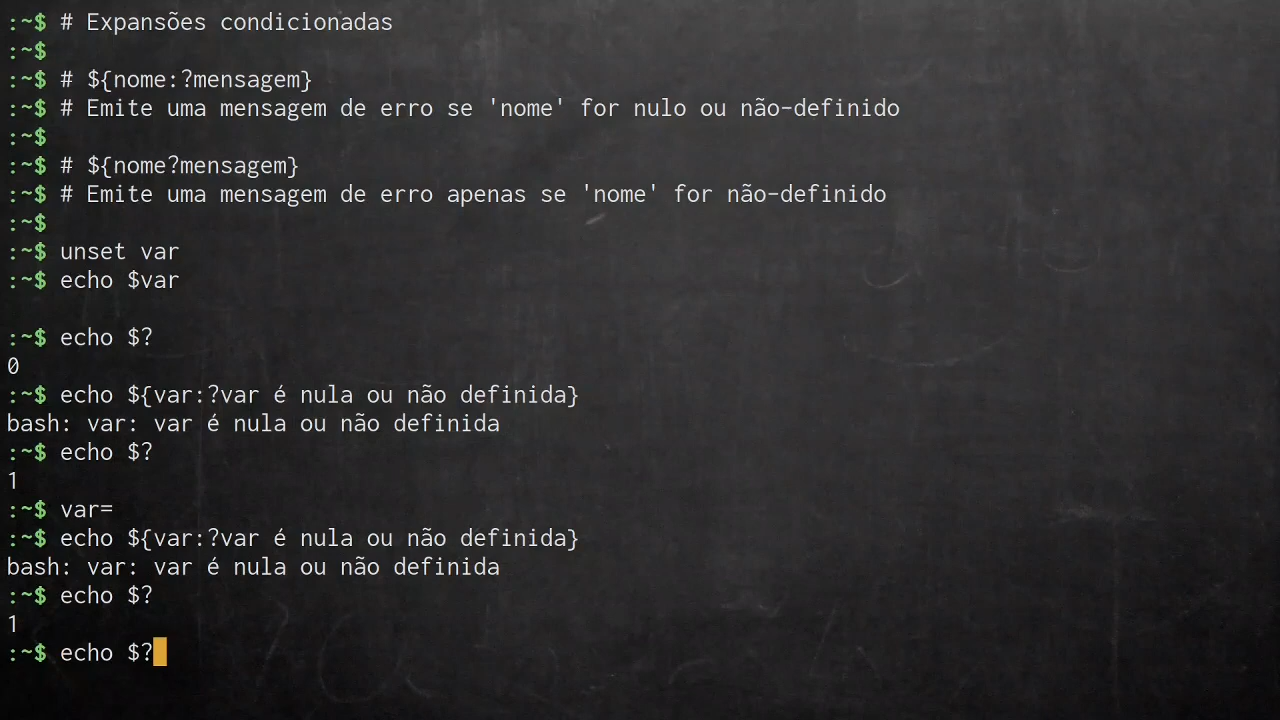 :~$ # Expansões condicionadas
:~$
:~$ # ${nome:?mensagem}
:~$ # Emite uma mensagem de erro se 'nome' for nulo ou não-definido
:~$
:~$ # ${nome?mensagem}
:~$ # Emite uma mensagem de erro apenas se 'nome' for não-definido
:~$
:~$ unset var
:~$ echo $var

:~$ echo $?
0
:~$ echo ${var:?var é nula ou não definida}
bash: var: var é nula ou não definida
:~$ echo $?
1
:~$ var=
:~$ echo ${var:?var é nula ou não definida}
bash: var: var é nula ou não definida
:~$ echo $?
1
:~$ echo $?